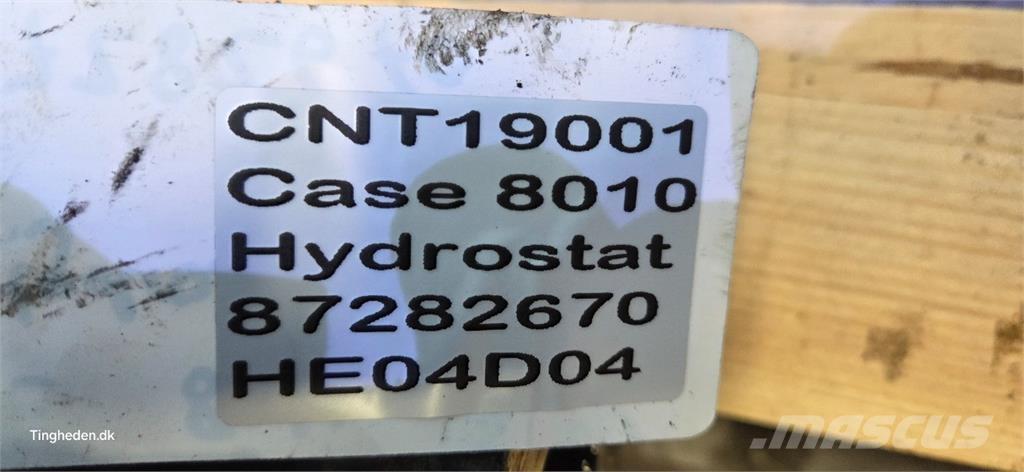 CNT19001
Case 8010
Hydrostat
87282670
HE04D04
Tingheden.dk
MASCUS